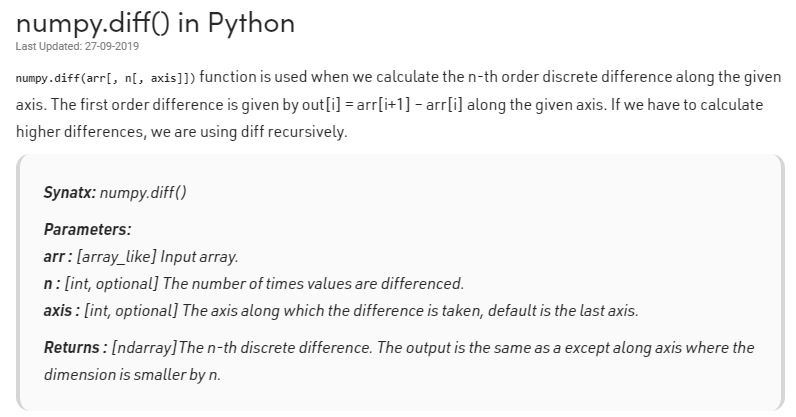 numpy.diff() in Python
Last Updated: 27-09-2019
numpy.diff(arr[, n[, axis]]) function is used when we calculate the n-th order discrete difference along the given
axis. The first order difference is given by out[i] = arr[i+1] – arr[i] along the given axis. If we have to calculate
higher differences, we are using diff recursively.
Synatx: numpy.diff()
Parameters:
arr : [array_like] Input array.
n : [int, optional] The number of times values are differenced.
axis : [int, optional] The axis along which the difference is taken, default is the last axis.
Returns : [ndarray]The n-th discrete difference. The output is the same as a except along axis where the
dimension is smaller by n.